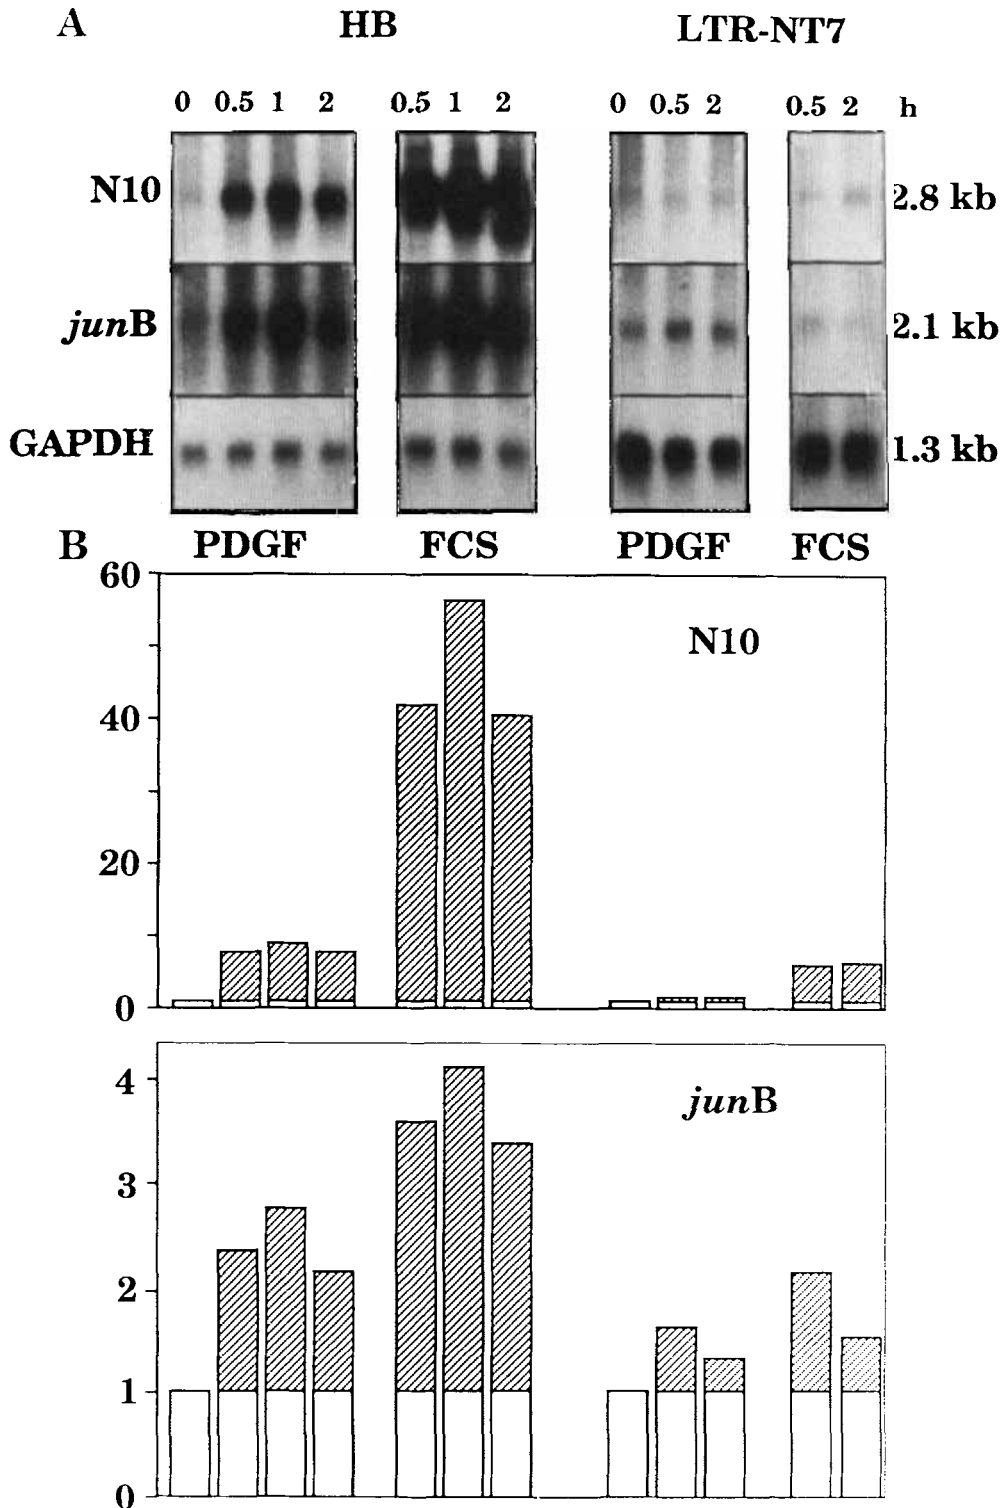 A HB LTR-NT7
0 0.5 1 2 0.5 1 2 0 0.5 2 0.5 2 h
N10 2.8 kb
junB 2.1 kb
GAPDH 1.3 kb
B PDGF FCS PDGF FCS
60
N10
40
20
0
4
junB
3
2
1
0